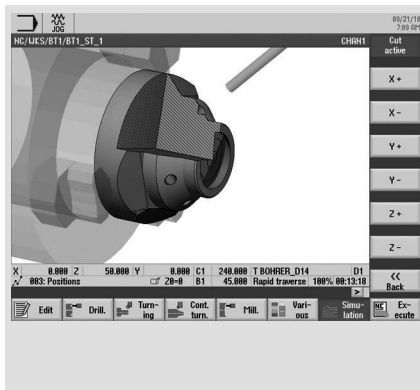 JOG
09/21/10
7:09 AM
NC/WKS/BT1/BT1_ST_1
CHAN1
Cut
active
X +
X -
Y +
Y -
Z +
Z -
<<
Back
X 0.000 Z 50.000 Y 0.000 C1 240.000 T BOHRER_D14 D1
003: Positions Z0=0 B1 45.000 Rapid traverse 100% 00:13:18
>
Edit
Drill.
Turn-
ing
Cont.
turn.
Mill.
Vari-
ous
Simu-
lation
NC
Ex-
ecute